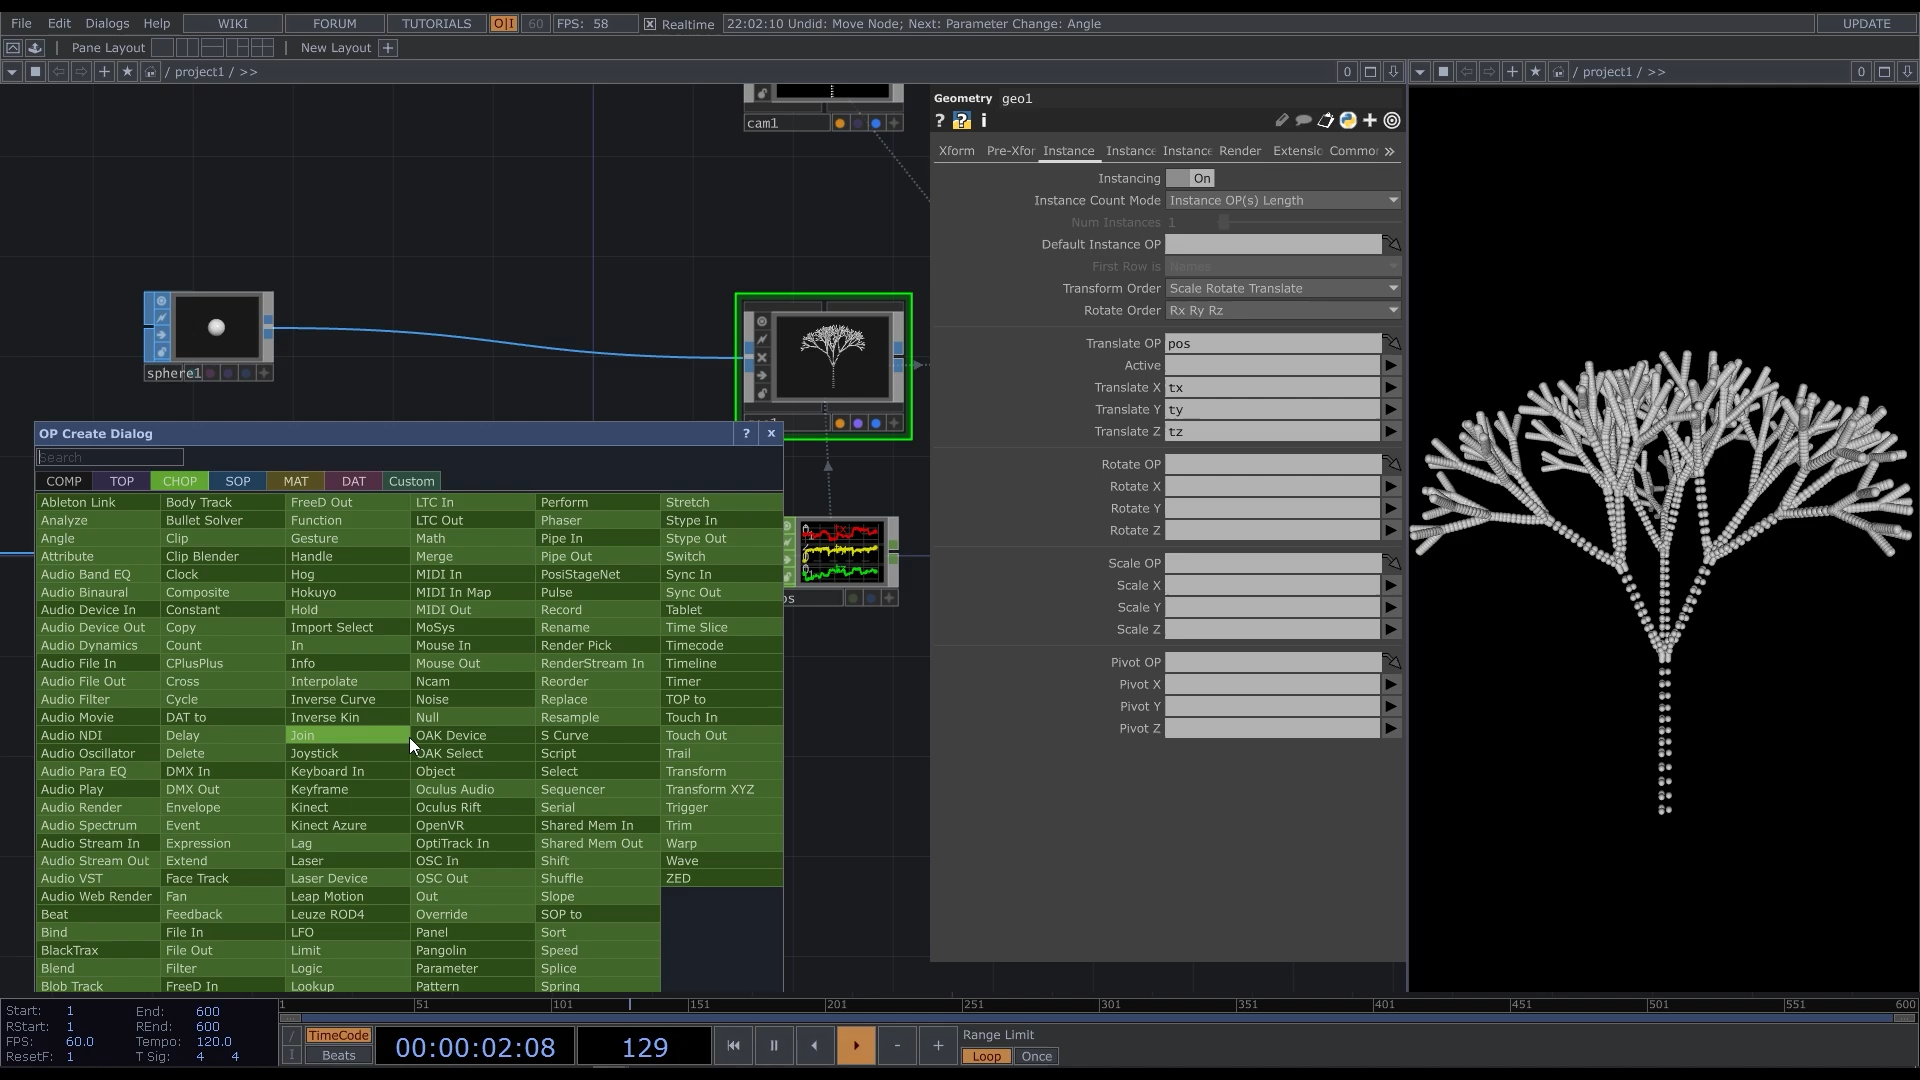 File Edit Dialogs Help WIKI FORUM TUTORIALS O|I 60 FPS: 58 Realtime 22:02:10 Undid: Move Node; Next: Parameter Change: Angle UPDATE
Pane Layout New Layout +
/ project1 / >> 0 / project1 / >> 0
cam1
Geometry geo1
? ? i
Xform Pre-Xfor Instance Instance Instance Render Extensio Commo >>
Instancing On
Instance Count Mode Instance OP(s) Length
Num Instances 1
Default Instance OP
First Row is Names
Transform Order Scale Rotate Translate
Rotate Order Rx Ry Rz
Translate OP pos
Active
Translate X tx
Translate Y ty
Translate Z tz
Rotate OP
Rotate X
Rotate Y
Rotate Z
Scale OP
Scale X
Scale Y
Scale Z
Pivot OP
Pivot X
Pivot Y
Pivot Z
sphere1
OP Create Dialog ? x
Search
COMP TOP CHOP SOP MAT DAT Custom
Ableton Link Body Track FreeD Out LTC In Perform Stretch
Analyze Bullet Solver Function LTC Out Phaser Stype In
Angle Clip Gesture Math Pipe In Stype Out
Attribute Clip Blender Handle Merge Pipe Out Switch
Audio Band EQ Clock Hog MIDI In PosiStageNet Sync In
Audio Binaural Composite Hokuyo MIDI In Map Pulse Sync Out
Audio Device In Constant Hold MIDI Out Record Tablet
Audio Device Out Copy Import Select MoSys Rename Time Slice
Audio Dynamics Count In Mouse In Render Pick Timecode
Audio File In CPlusPlus Info Mouse Out RenderStream In Timeline
Audio File Out Cross Interpolate Ncam Reorder Timer
Audio Filter Cycle Inverse Curve Noise Replace TOP to
Audio Movie DAT to Inverse Kin Null Resample Touch In
Audio NDI Delay Join OAK Device S Curve Touch Out
Audio Oscillator Delete Joystick OAK Select Script Trail
Audio Para EQ DMX In Keyboard In Object Select Transform
Audio Play DMX Out Keyframe Oculus Audio Sequencer Transform XYZ
Audio Render Envelope Kinect Oculus Rift Serial Trigger
Audio Spectrum Event Kinect Azure OpenVR Shared Mem In Trim
Audio Stream In Expression Lag OptiTrack In Shared Mem Out Warp
Audio Stream Out Extend Laser OSC In Shift Wave
Audio VST Face Track Laser Device OSC Out Shuffle ZED
Audio Web Render Fan Leap Motion Out Slope
Beat Feedback Leuze ROD4 Override SOP to
Bind File In LFO Panel Sort
BlackTrax File Out Limit Pangolin Speed
Blend Filter Logic Parameter Splice
Blob Track FreeD In Lookup Pattern Spring
os
1 51 101 151 201 251 301 351 401 451 501 551 600
Start: 1 End: 600
RStart: 1 REnd: 600
FPS: 60.0 Tempo: 120.0
ResetF: 1 T Sig: 4 4
/ TimeCode
I Beats
00:00:02:08 129 - +
Range Limit
Loop Once